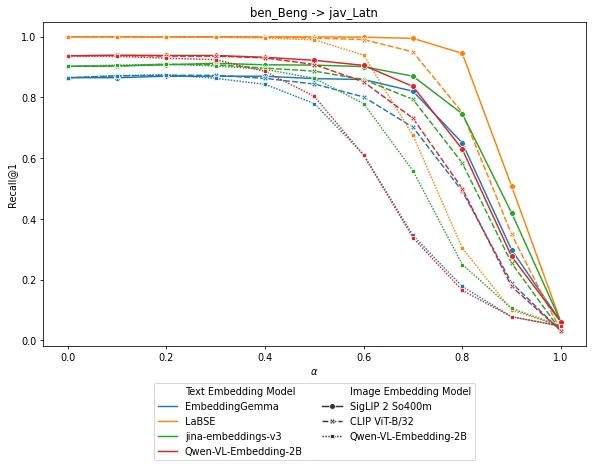 ben_Beng -> jav_Latn
1.0
0.8
0.6
0.4
0.2
0.0
Recall@1
0.0 0.2 0.4 0.6 0.8 1.0
α
Text Embedding Model Image Embedding Model
EmbeddingGemma SigLIP 2 So400m
LaBSE CLIP ViT-B/32
jina-embeddings-v3 Qwen-VL-Embedding-2B
Qwen-VL-Embedding-2B